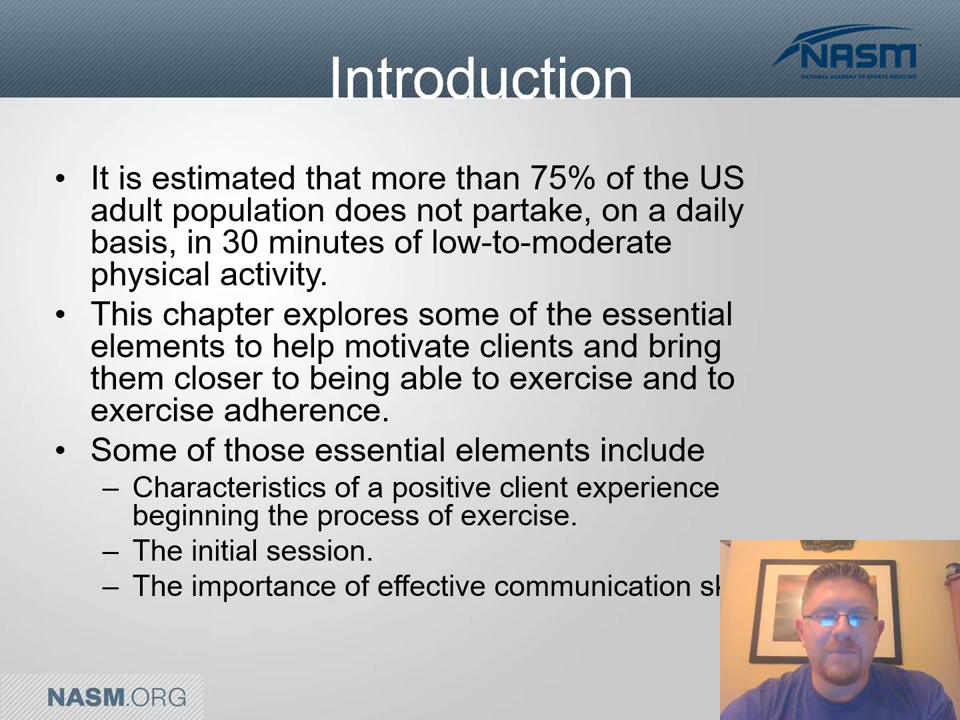 Introduction
NASM
NATIONAL ACADEMY OF SPORTS MEDICINE
• It is estimated that more than 75% of the US
adult population does not partake, on a daily
basis, in 30 minutes of low-to-moderate
physical activity.
• This chapter explores some of the essential
elements to help motivate clients and bring
them closer to being able to exercise and to
exercise adherence.
• Some of those essential elements include
– Characteristics of a positive client experience
beginning the process of exercise.
– The initial session.
– The importance of effective communication
NASM.ORG